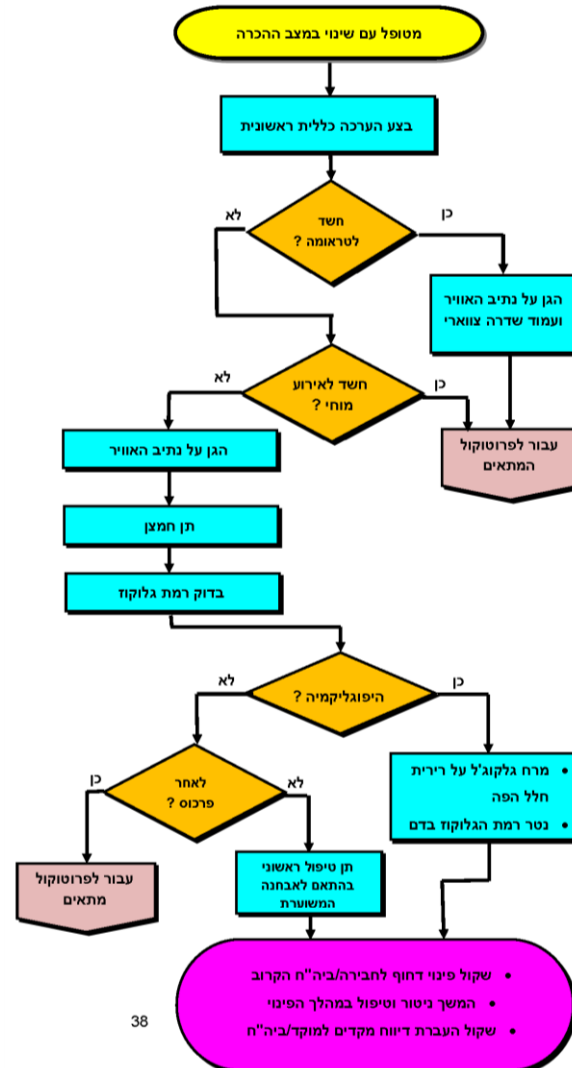 מטופל עם שינוי במצב ההכרה
בצע הערכה כללית ראשונית
חשד
לטראומה ?
כן
לא
הגן על נתיב האוויר
ועמוד שדרה צווארי
חשד לאירוע
מוחי ?
כן
לא
עבור לפרוטוקול
המתאים
הגן על נתיב האוויר
תן חמצן
בדוק רמת גלוקוז
היפוגליקמיה ?
כן
לא
• מרח גלקוג'ל על רירית
חלל הפה
• נטר רמת הגלוקוז בדם
לאחר
פרכוס ?
לא
כן
תן טיפול ראשוני
בהתאם לאבחנה
המשוערת
עבור לפרוטוקול
מתאים
• שקול פינוי דחוף לחבירה/ביה"ח הקרוב
• המשך ניטור וטיפול במהלך הפינוי
• שקול העברת דיווח מקדים למוקד/ביה"ח
38